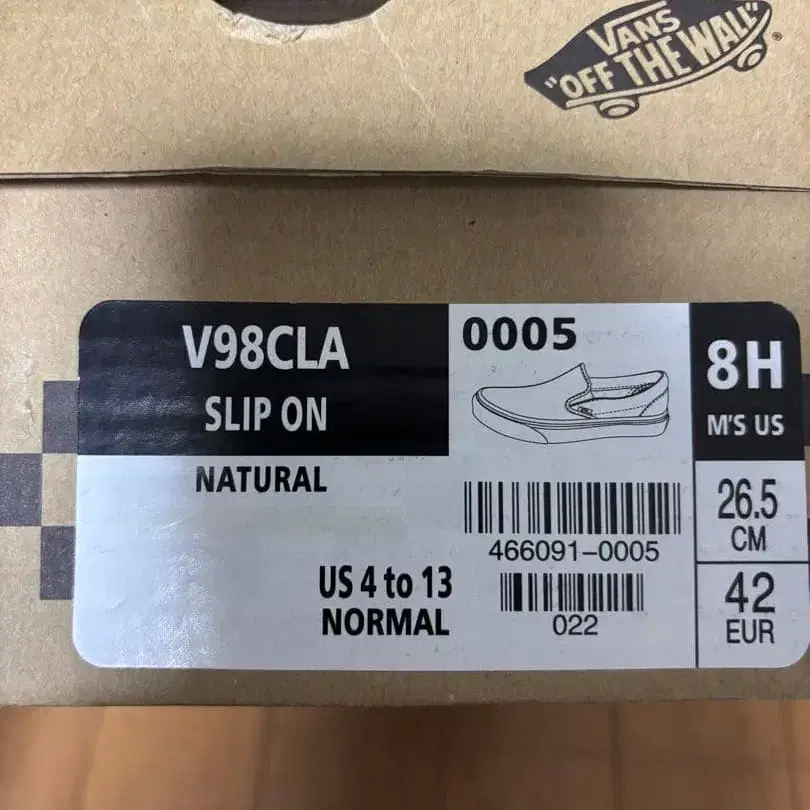 VANS
"OFF THE WALL"
V98CLA
SLIP ON
NATURAL
US 4 to 13
NORMAL
0005
466091-0005
022
8H
M'S US
26.5
CM
42
EUR